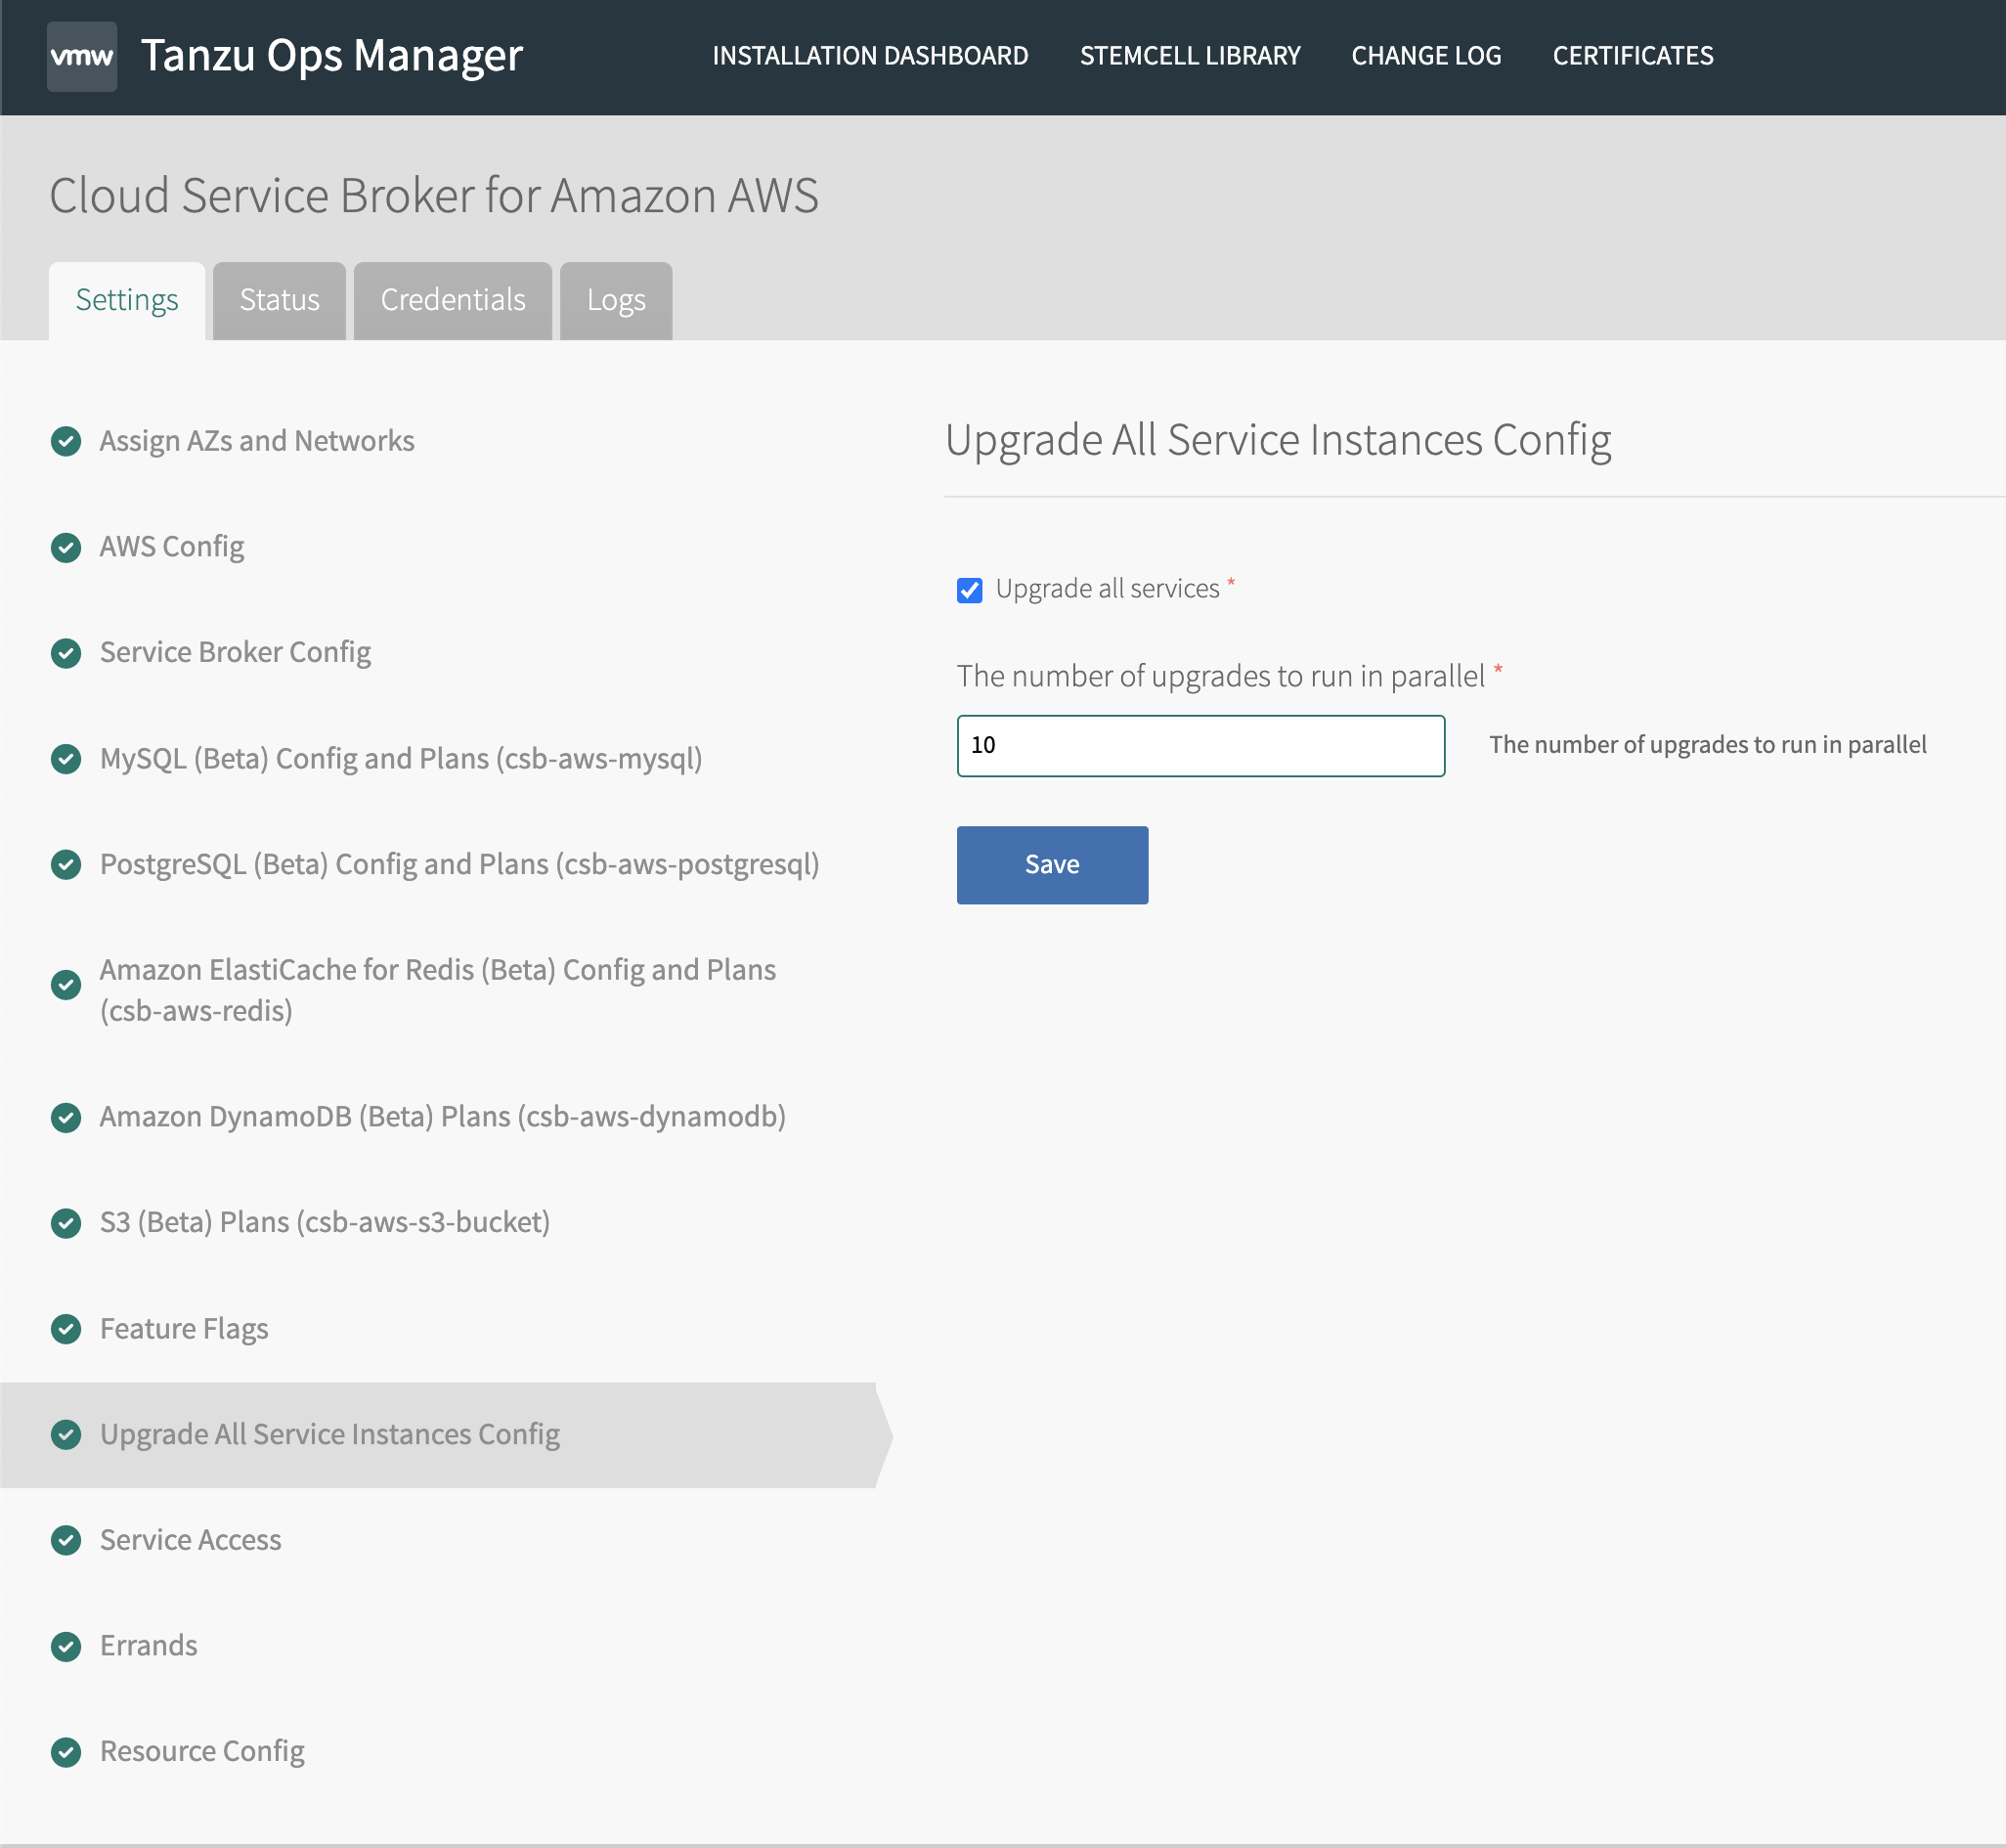 vmw Tanzu Ops Manager INSTALLATION DASHBOARD STEMCELL LIBRARY CHANGE LOG CERTIFICATES
Cloud Service Broker for Amazon AWS
Settings Status Credentials Logs
Assign AZs and Networks
AWS Config
Service Broker Config
MySQL (Beta) Config and Plans (csb-aws-mysql)
PostgreSQL (Beta) Config and Plans (csb-aws-postgresql)
Amazon ElastiCache for Redis (Beta) Config and Plans
(csb-aws-redis)
Amazon DynamoDB (Beta) Plans (csb-aws-dynamodb)
S3 (Beta) Plans (csb-aws-s3-bucket)
Feature Flags
Upgrade All Service Instances Config
Service Access
Errands
Resource Config
Upgrade All Service Instances Config
Upgrade all services *
The number of upgrades to run in parallel *
10 The number of upgrades to run in parallel
Save